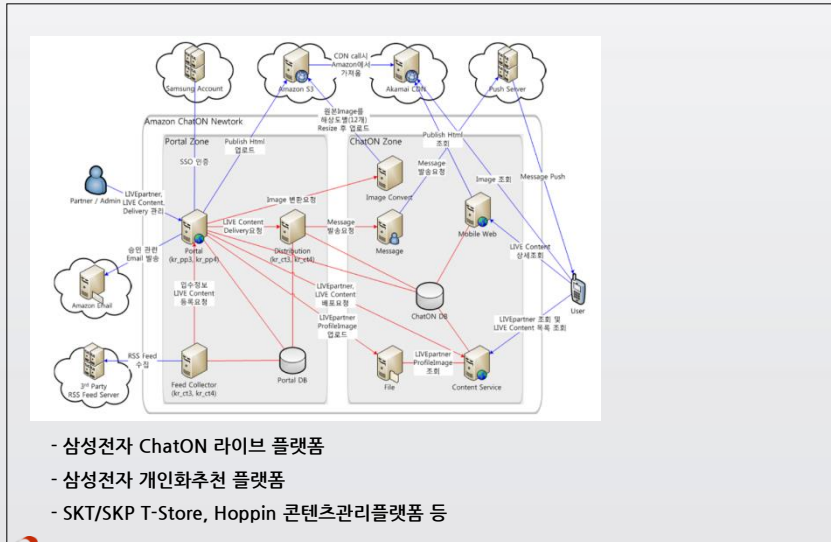 Samsung Account
Amazon S3
CDN call시
Amazon에서
가져옴
Akamai CDN
Push Server
원본Image를
해상도별(12개)
Resize 후 업로드
Amazon ChatON Newtork
Portal Zone
ChatON Zone
SSO 인증
Publish Html
업로드
Publish Html
조회
Message
발송요청
Image 조회
Message Push
Partner / Admin
LIVEpartner,
LIVE Content,
Delivery 관리
Image 변환요청
Image Convert
Portal
(kr_pp3, kr_pp4)
LIVE Content
Delivery요청
Distribution
(kr_ct3, kr_ct4)
Message
발송요청
Message
Mobile Web
LIVE Content
상세조회
승인 관련
Email 발송
Amazon Email
입수정보
LIVE Content
등록요청
LIVEpartner,
LIVE Content
배포요청
ChatON DB
User
LIVEpartner
ProfileImage
업로드
LIVEpartner 조회 및
LIVE Content 목록 조회
RSS Feed
수집
3rd Party
RSS Feed Server
Feed Collector
(kr_ct3, kr_ct4)
Portal DB
File
LIVEpartner
ProfileImage
조회
Content Service
- 삼성전자 ChatON 라이브 플랫폼
- 삼성전자 개인화추천 플랫폼
- SKT/SKP T-Store, Hoppin 콘텐츠관리플랫폼 등